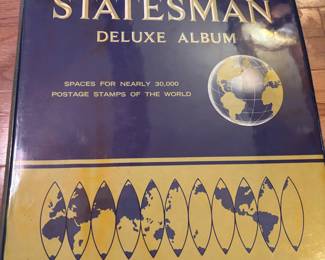 STATESMAN
DELUXE ALBUM
SPACES FOR NEARLY 30,000
POSTAGE STAMPS OF THE WORLD